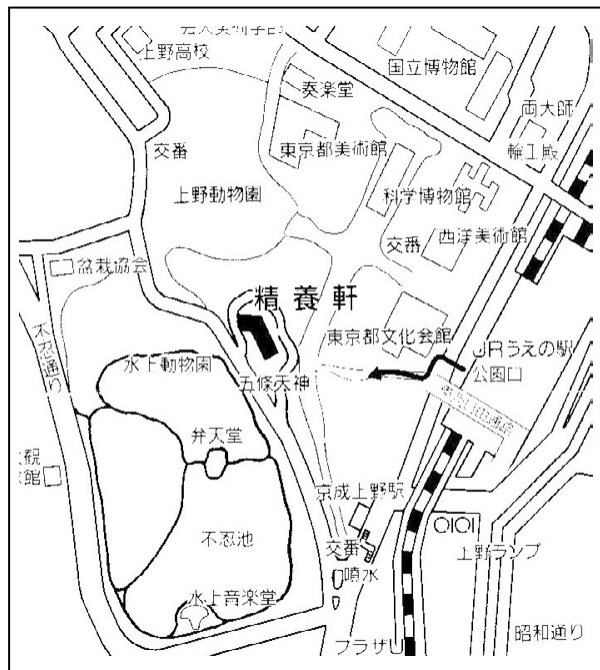 上野高校
国立博物館
奏楽堂
両大師
輪王殿
交番
東京都美術館
上野動物園
科学博物館
交番
西洋美術館
盆栽協会
精養軒
不忍通り
東京都文化会館
JRうえの駅
公園口
水上動物園
五條天神
弁天堂
京成上野駅
不忍池
交番
噴水
OIOI
上野ランプ
水上音楽堂
昭和通り